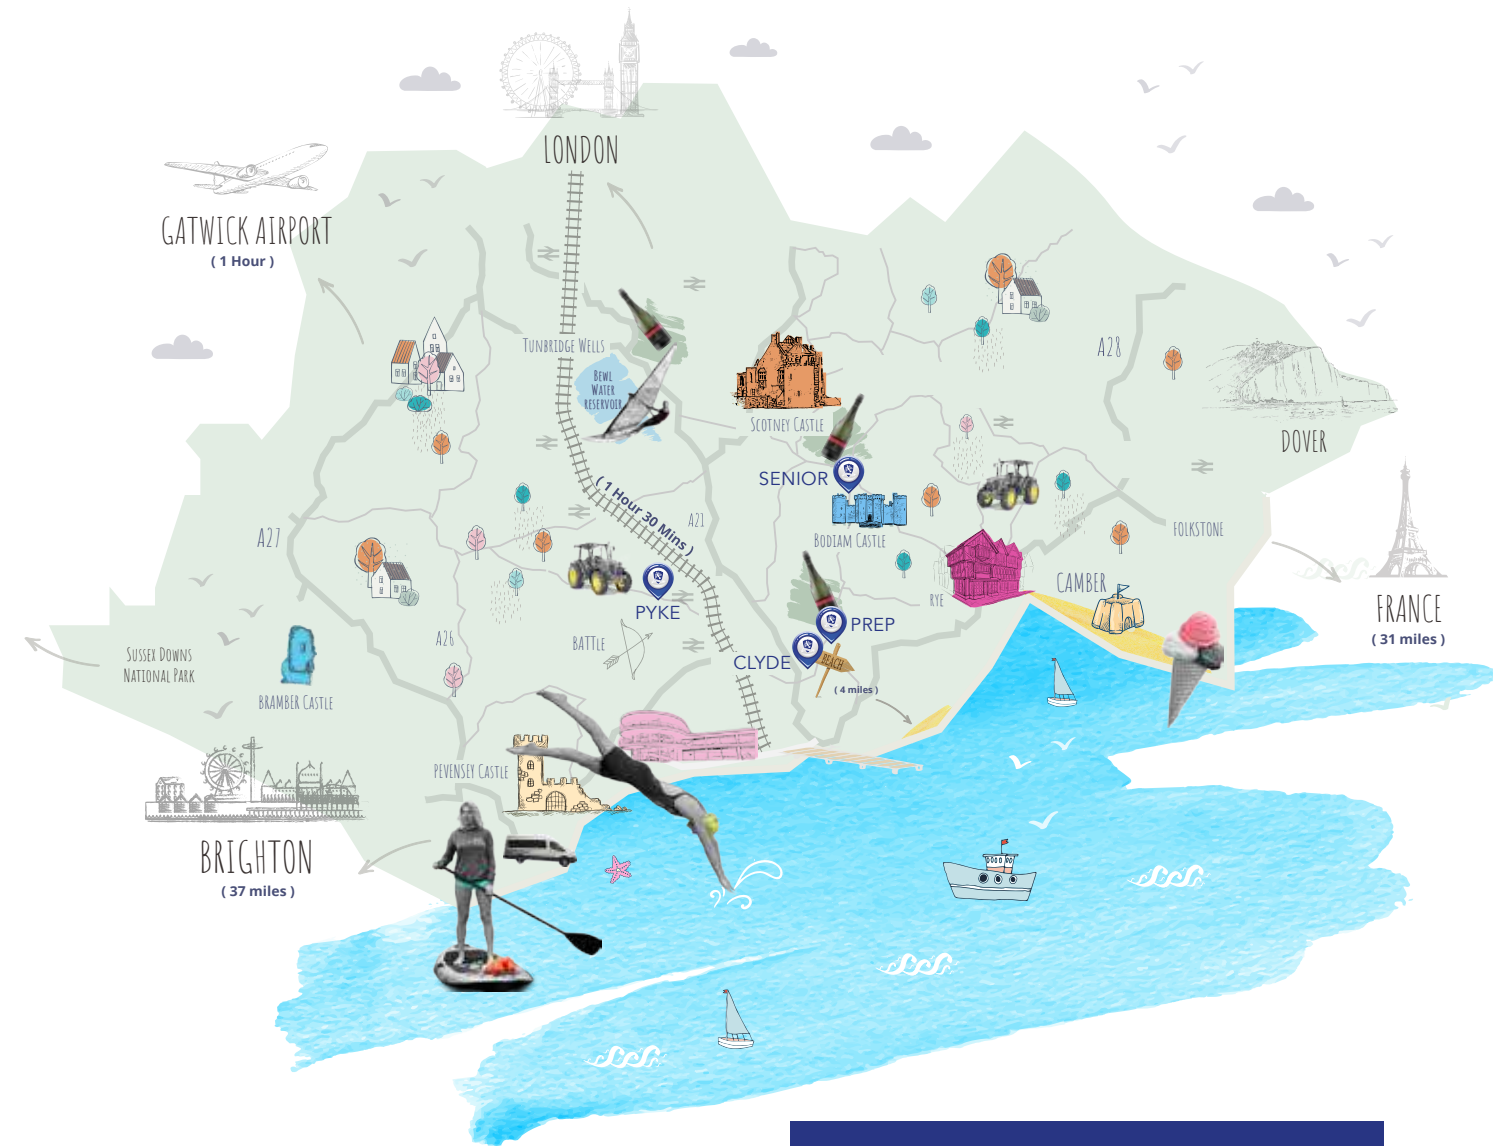 LONDON
GATWICK AIRPORT
( 1 Hour )
TUNBRIDGE WELLS
BEWL
WATER
RESERVOIR
A28
SCOTNEY CASTLE
DOVER
SENIOR
( 1 Hour 30 Mins )
A21
A27
BODIAM CASTLE
FOLKSTONE
CAMBER
RYE
FRANCE
( 31 miles )
PYKE
PREP
A26
BATTLE
CLYDE
BEACH
( 4 miles )
SUSSEX DOWNS
NATIONAL PARK
BRAMBER CASTLE
PEVENSEY CASTLE
BRIGHTON
( 37 miles )